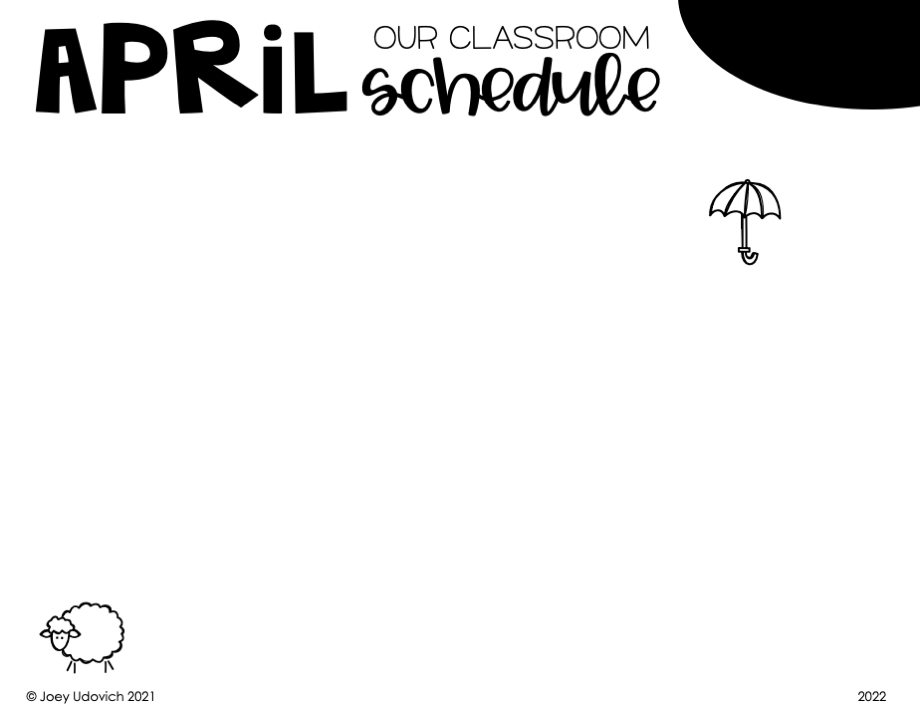 APRiL
OUR CLASSROOM
schedule
© Joey Udovich 2021
2022